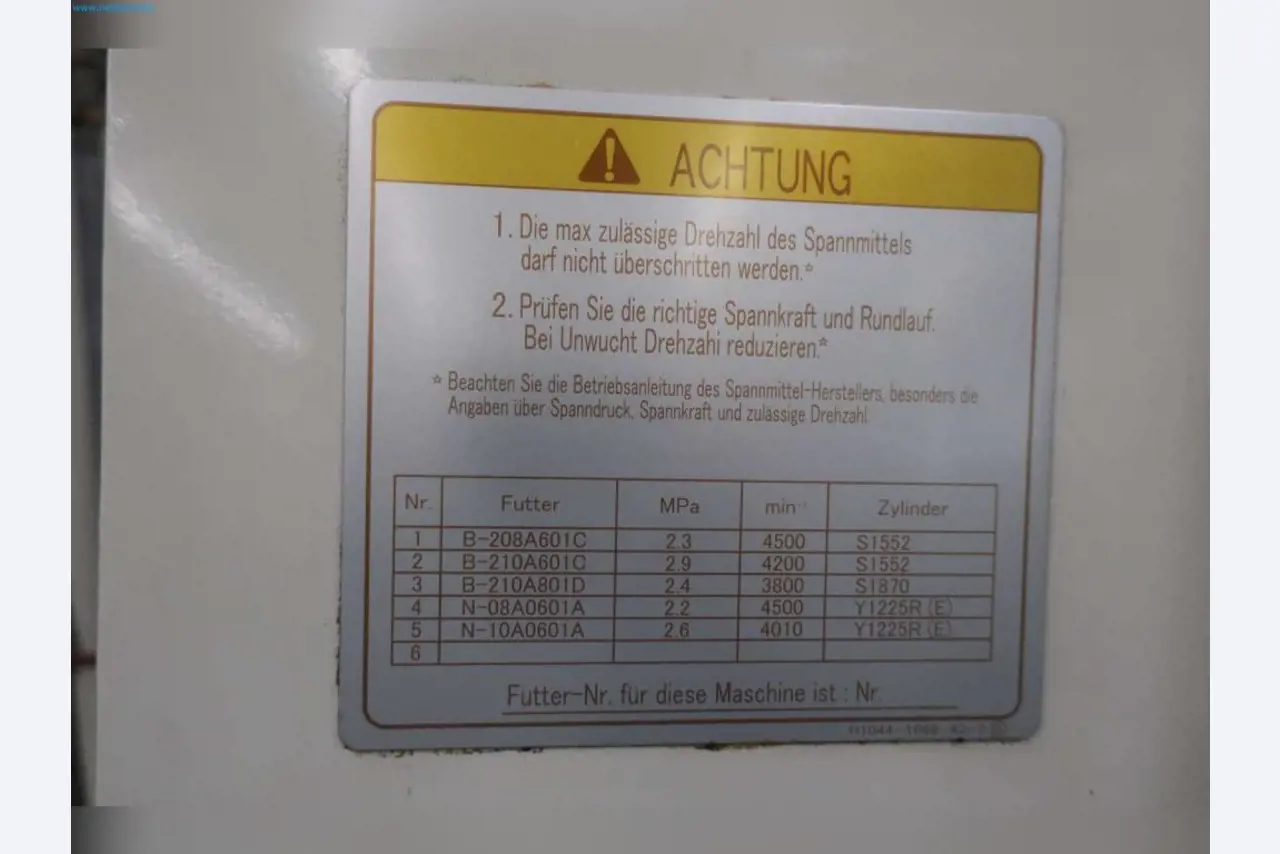 ACHTUNG
1. Die max zulässige Drehzahl des Spannmittels
darf nicht überschritten werden.*
2. Prüfen Sie die richtige Spannkraft und Rundlauf.
Bei Unwucht Drehzahi reduzieren.*
* Beachten Sie die Betriebsanleitung des Spannmittel-Herstellers, besonders die
Angaben über Spanndruck, Spannkraft und zulässige Drehzahl.
Nr. Futter MPa min⁻¹ Zylinder
1 B-208A601C 2.3 4500 S1552
2 B-210A601C 2.9 4200 S1552
3 B-210A801D 2.4 3800 S1870
4 N-08A0601A 2.2 4500 Y1225R (E)
5 N-10A0601A 2.6 4010 Y1225R (E)
6
Futter-Nr. für diese Maschine ist : Nr.